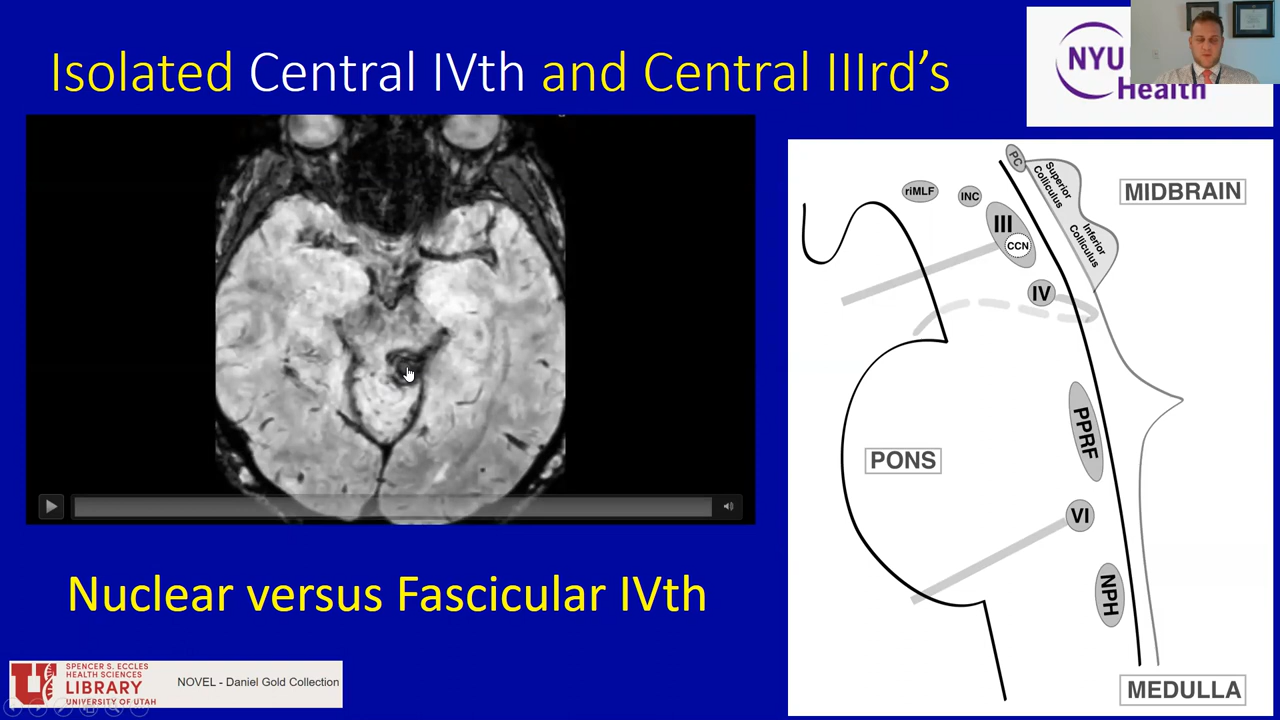 Isolated Central IVth and Central IIIrd’s
NYU
Health
PC
Superior
Colliculus
MIDBRAIN
riMLF
INC
III
CCN
Inferior
Colliculus
IV
PPRF
PONS
VI
NPH
MEDULLA
Nuclear versus Fascicular IVth
U
SPENCER S. ECCLES
HEALTH SCIENCES
LIBRARY
UNIVERSITY OF UTAH
NOVEL - Daniel Gold Collection